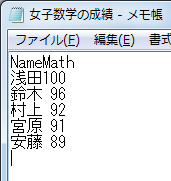 女子数学の成績 - メモ帳
ファイル(F) 編集(E) 書式
NameMath
浅田100
鈴木 96
村上 92
宮原 91
安藤 89